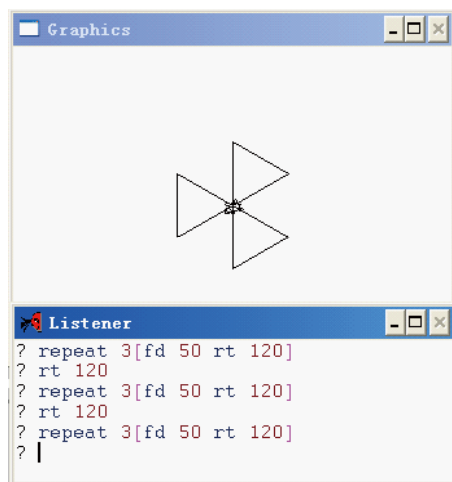 Graphics
Listener
? repeat 3[fd 50 rt 120]
? rt 120
? repeat 3[fd 50 rt 120]
? rt 120
? repeat 3[fd 50 rt 120]
?